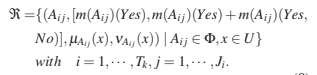 ℜ={(A_{ij}, [m(A_{ij})(Yes), m(A_{ij})(Yes) + m(A_{ij})(Yes,
No)], μ_{A_{ij}}(x), ν_{A_{ij}}(x)) | A_{ij} ∈ Φ, x ∈ U}
with i = 1, ⋯, T_k, j = 1, ⋯, J_i.